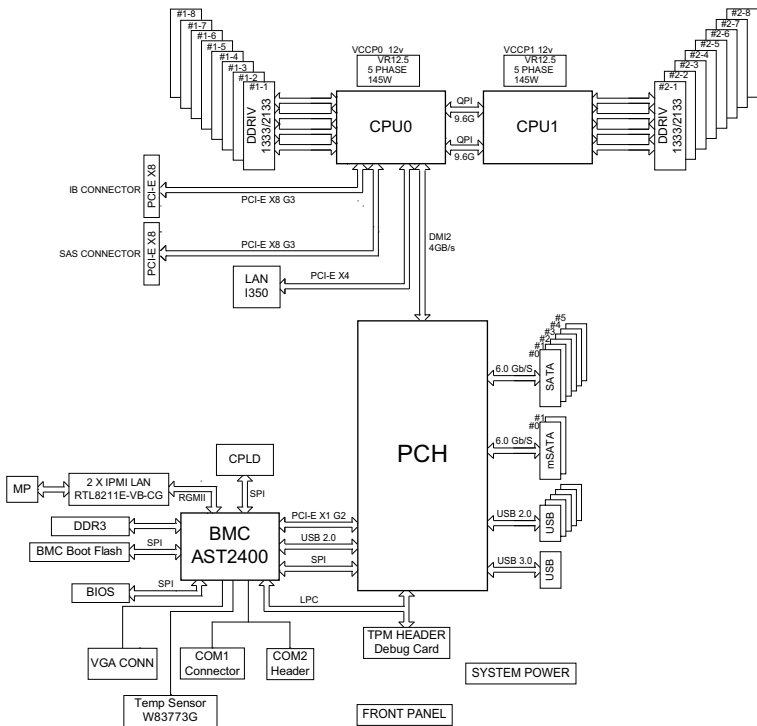 #1-8
#1-7
#1-6
#1-5
#1-4
#1-3
#1-2
#1-1
DDRIV
1333/2133
VCCP0 12v
VR12.5
5 PHASE
145W
VCCP1 12v
VR12.5
5 PHASE
145W
#2-8
#2-7
#2-6
#2-5
#2-4
#2-3
#2-2
#2-1
DDRIV
1333/2133
CPU0
QPI
9.6G
QPI
9.6G
CPU1
IB CONNECTOR
PCI-E X8
PCI-E X8 G3
SAS CONNECTOR
PCI-E X8
PCI-E X8 G3
DMI2
4GB/s
LAN
I350
PCI-E X4
PCH
6.0 Gb/S
#5
#4
#3
#2
#1
#0
SATA
6.0 Gb/S
#1
#0
mSATA
USB 2.0
USB
USB 3.0
USB
CPLD
SPI
MP
2 X IPMI LAN
RTL8211E-VB-CG
RGMII
DDR3
BMC Boot Flash
SPI
BMC
AST2400
PCI-E X1 G2
USB 2.0
SPI
BIOS
SPI
LPC
VGA CONN
COM1
Connector
COM2
Header
TPM HEADER
Debug Card
SYSTEM POWER
Temp Sensor
W83773G
FRONT PANEL